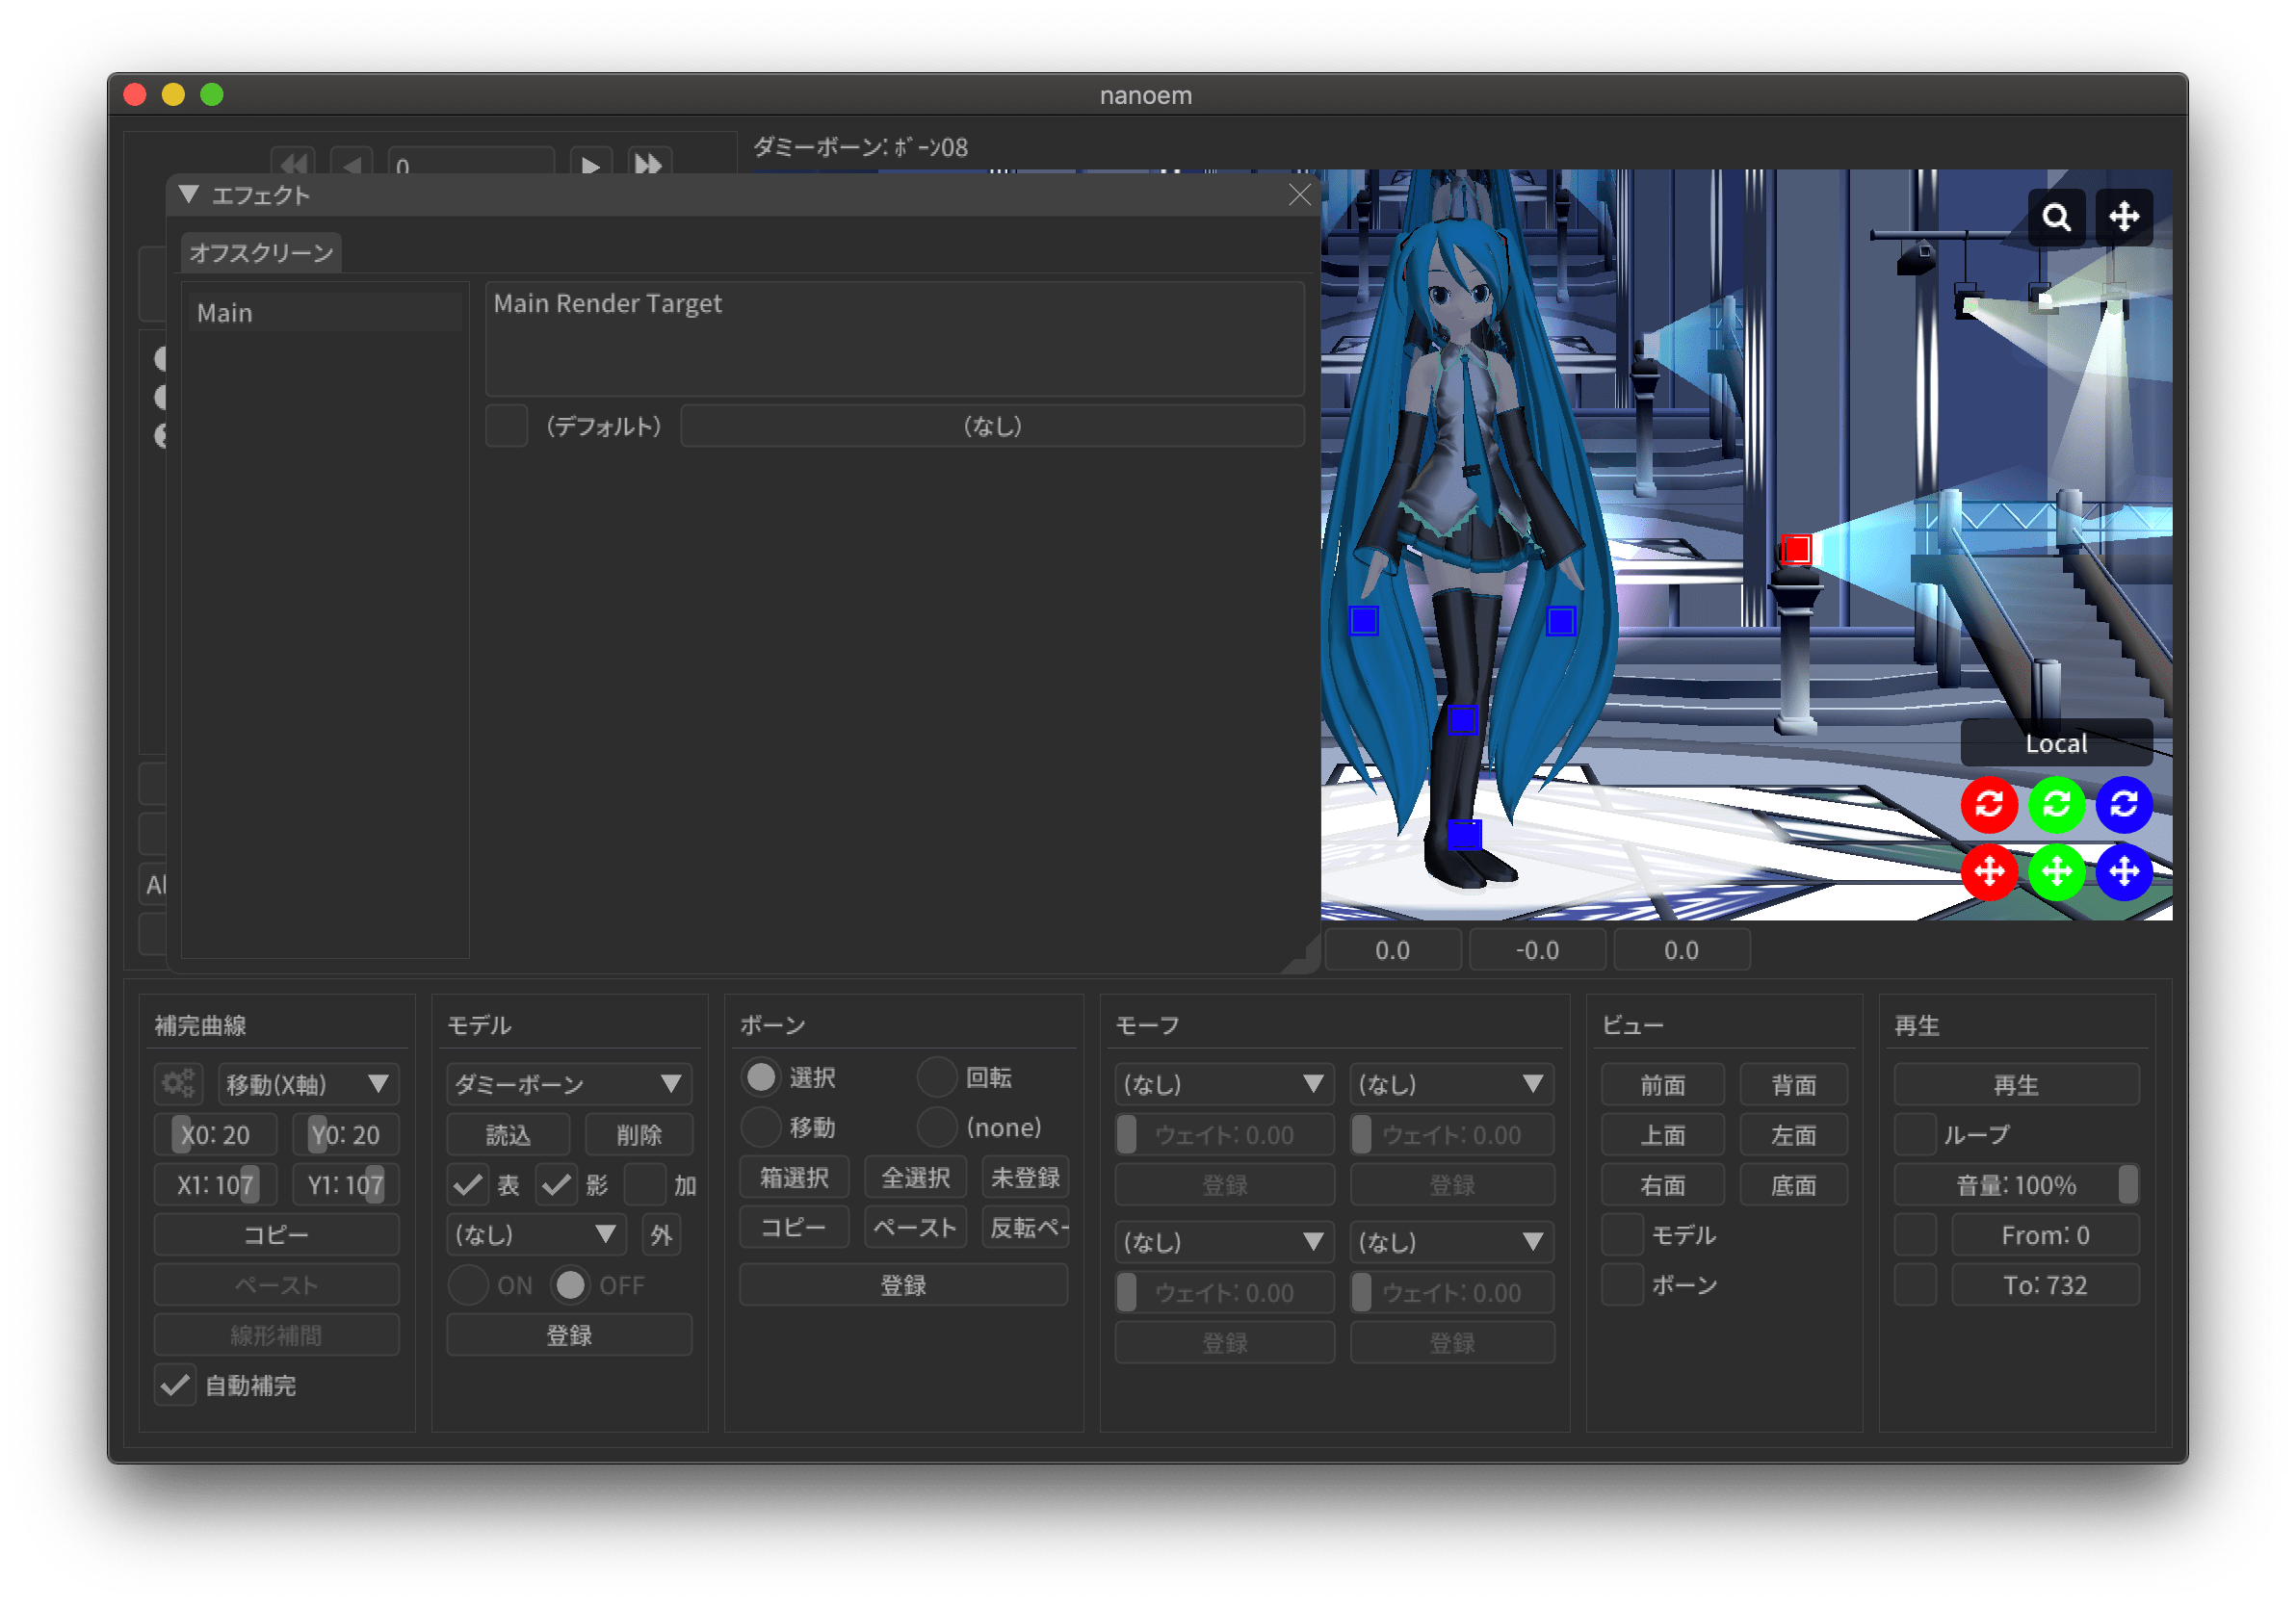 nanoem
0
ダミーボーン: ﾎﾞｰﾝ08
エフェクト
オフスクリーン
Main
Main Render Target
(デフォルト)
(なし)
Local
0.0
-0.0
0.0
補完曲線
移動(X軸)
X0: 20
Y0: 20
X1: 107
Y1: 107
コピー
ペースト
線形補間
自動補完
モデル
ダミーボーン
読込
削除
表
影
加
(なし)
外
ON
OFF
登録
ボーン
選択
回転
移動
(none)
箱選択
全選択
未登録
コピー
ペースト
反転ペー
登録
モーフ
(なし)
(なし)
ウェイト: 0.00
ウェイト: 0.00
登録
登録
(なし)
(なし)
ウェイト: 0.00
ウェイト: 0.00
登録
登録
ビュー
前面
背面
上面
左面
右面
底面
モデル
ボーン
再生
再生
ループ
音量: 100%
From: 0
To: 732